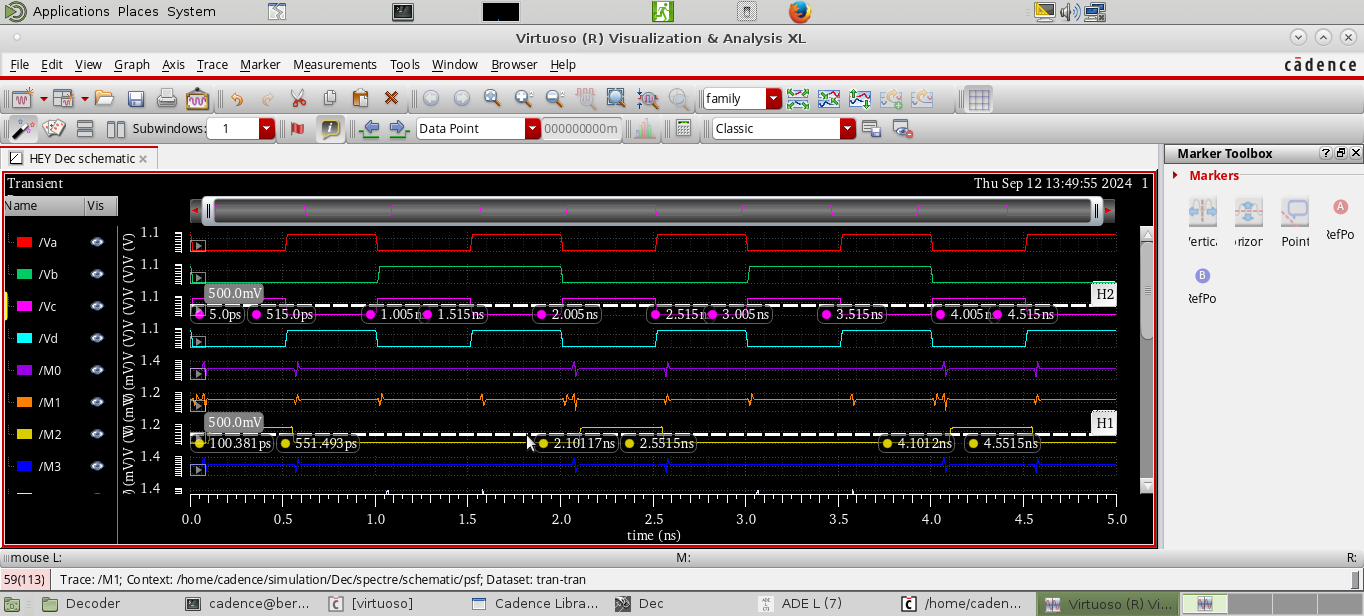 Applications Places System
Virtuoso (R) Visualization & Analysis XL
File Edit View Graph Axis Trace Marker Measurements Tools Window Browser Help
cādence
family
Subwindows: 1
Data Point
000000000m
Classic
HEY Dec schematic
Marker Toolbox
Transient
Thu Sep 12 13:49:55 2024 1
Markers
Name Vis
/Va
/Vb
/Vc
/Vd
/M0
/M1
/M2
/M3
1.1
1.1
1.1
1.1
1.4
1.2
1.2
1.4
1.4
500.0mV
H2
5.0ps 515.0ps 1.005n 1.515ns 2.005ns 2.515n 3.005ns 3.515ns 4.005n 4.515ns
500.0mV
H1
100.381ps 551.493ps 2.10117ns 2.5515ns 4.1012ns 4.5515ns
0.0 0.5 1.0 1.5 2.0 2.5 3.0 3.5 4.0 4.5 5.0
time (ns)
Vertic
orizor
Point
A
RefPo
B
RefPo
mouse L: M: R:
59(113) Trace: /M1; Context: /home/cadence/simulation/Dec/spectre/schematic/psf; Dataset: tran-tran
Decoder
cadence@ber...
[virtuoso]
Cadence Libra...
Dec
ADE L (7)
/home/caden...
Virtuoso (R) Vi...